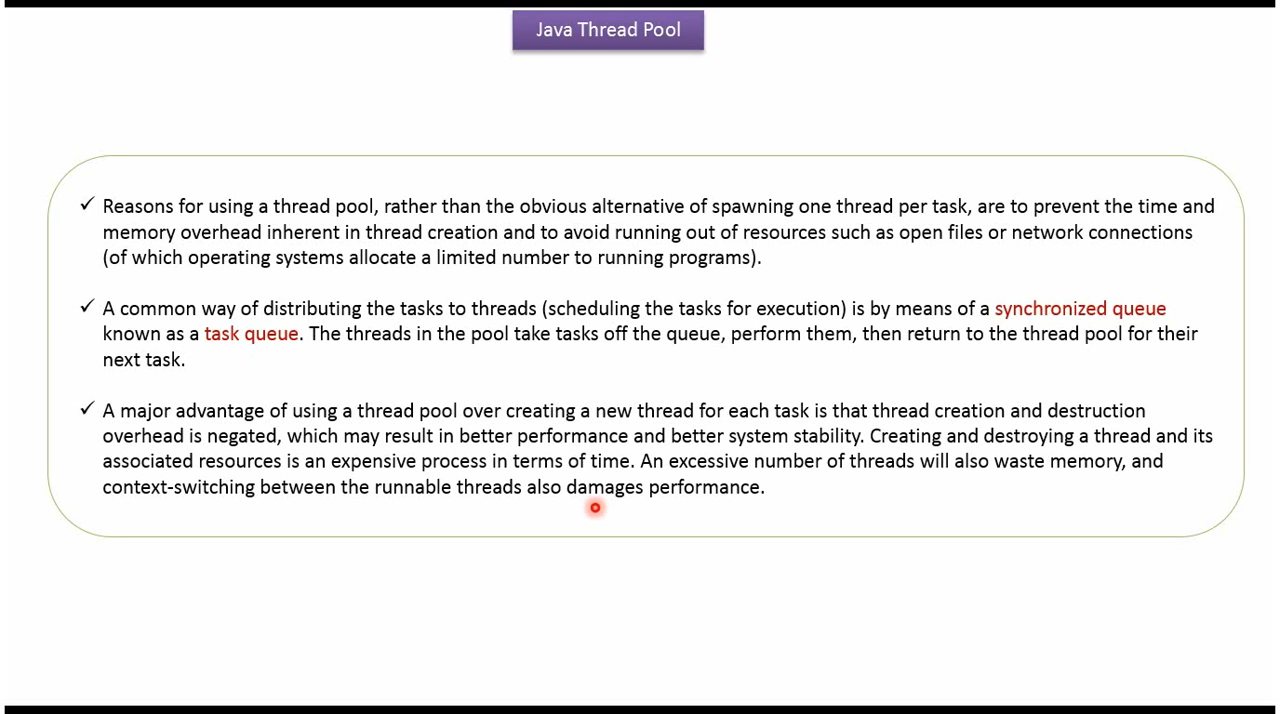 Java Thread Pool
✓ Reasons for using a thread pool, rather than the obvious alternative of spawning one thread per task, are to prevent the time and
memory overhead inherent in thread creation and to avoid running out of resources such as open files or network connections
(of which operating systems allocate a limited number to running programs).
✓ A common way of distributing the tasks to threads (scheduling the tasks for execution) is by means of a synchronized queue
known as a task queue. The threads in the pool take tasks off the queue, perform them, then return to the thread pool for their
next task.
✓ A major advantage of using a thread pool over creating a new thread for each task is that thread creation and destruction
overhead is negated, which may result in better performance and better system stability. Creating and destroying a thread and its
associated resources is an expensive process in terms of time. An excessive number of threads will also waste memory, and
context-switching between the runnable threads also damages performance.